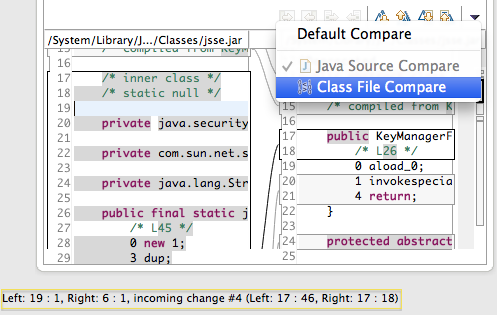 Default Compare
Java Source Compare
Class File Compare
/System/Library/J.../Classes/jsse.jar
16
17 /* inner class */
18 /* static null */
19
20 private java.security
21
22 private com.sun.net.s
23
24 private java.lang.Str
25
26 public final static j
27 /* L45 */
28 0 new 1;
29 3 dup;
15 /* compiled from K
16
17 public KeyManagerF
18 /* L26 */
19 0 aload_0;
20 1 invokespecia
21 4 return;
22 }
23
24 protected abstract
25
Left: 19 : 1, Right: 6 : 1, incoming change #4 (Left: 17 : 46, Right: 17 : 18)